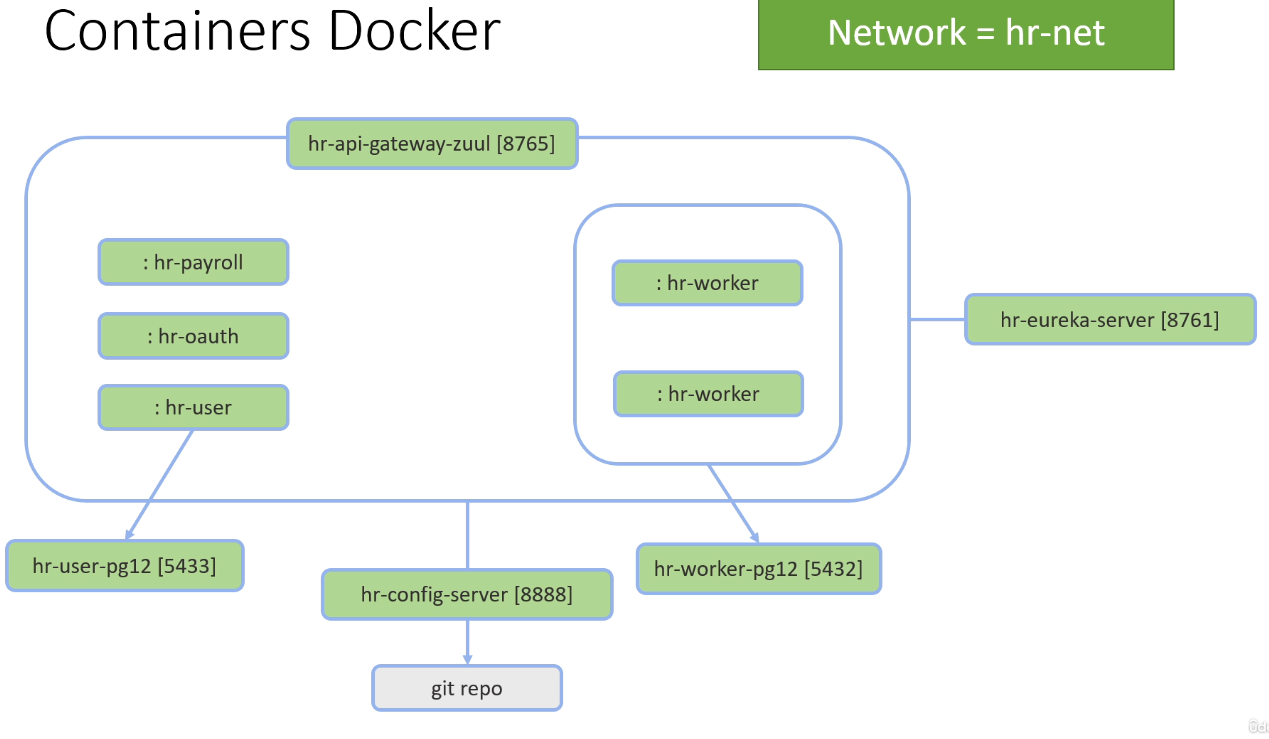 Containers Docker
Network = hr-net
hr-api-gateway-zuul [8765]
: hr-payroll
: hr-worker
: hr-oauth
hr-eureka-server [8761]
: hr-user
: hr-worker
hr-user-pg12 [5433]
hr-worker-pg12 [5432]
hr-config-server [8888]
git repo